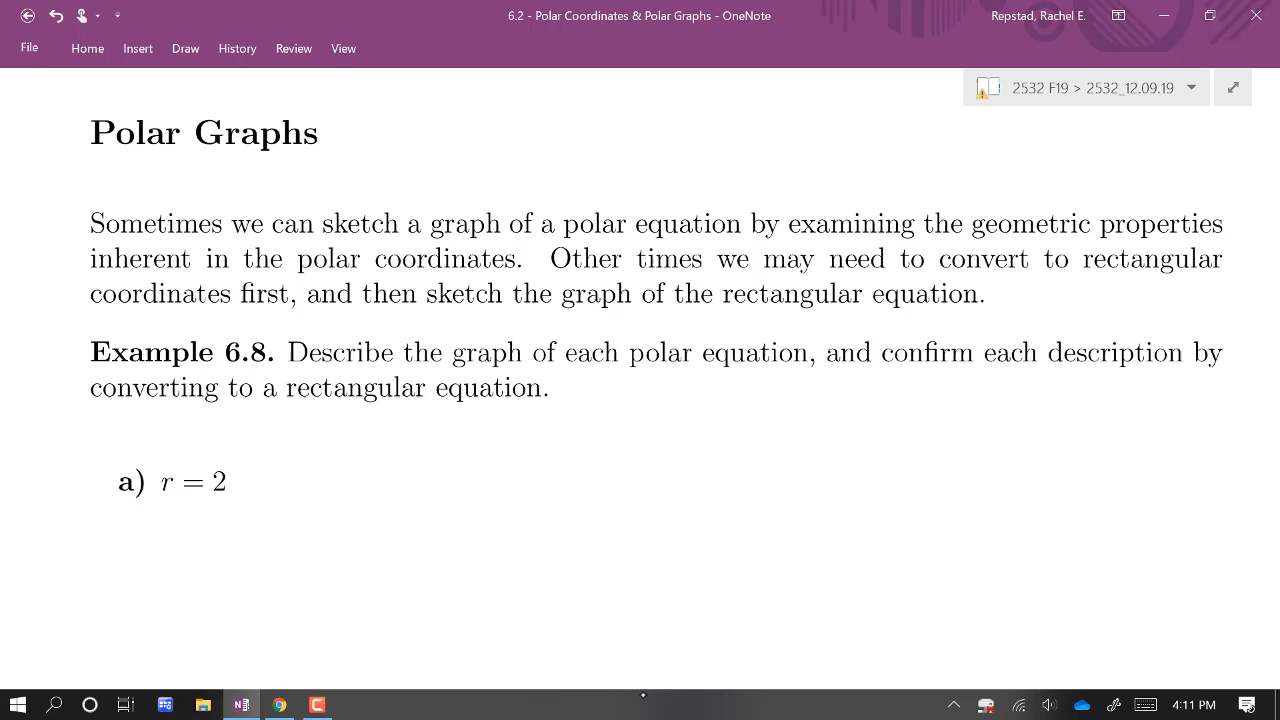 6.2 - Polar Coordinates & Polar Graphs - OneNote
Repstad, Rachel E.
File Home Insert Draw History Review View
2532 F19 > 2532_12.09.19
Polar Graphs
Sometimes we can sketch a graph of a polar equation by examining the geometric properties
inherent in the polar coordinates. Other times we may need to convert to rectangular
coordinates first, and then sketch the graph of the rectangular equation.
Example 6.8. Describe the graph of each polar equation, and confirm each description by
converting to a rectangular equation.
a) r = 2
4:11 PM